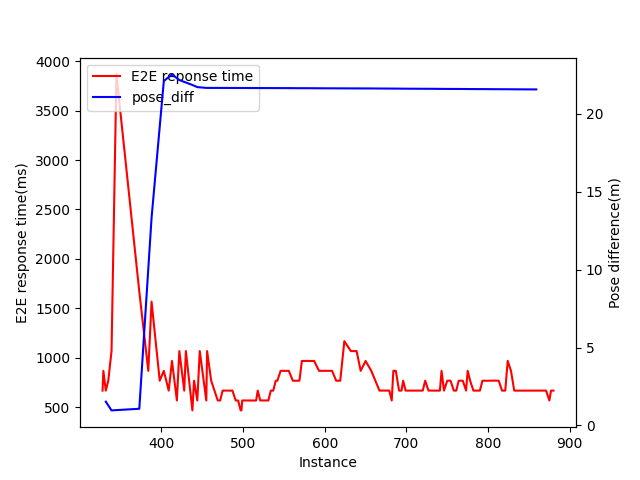 E2E reponse time
pose_diff
4000
3500
3000
2500
2000
1500
1000
500
E2E response time(ms)
20
15
10
5
0
Pose difference(m)
400 500 600 700 800 900
Instance